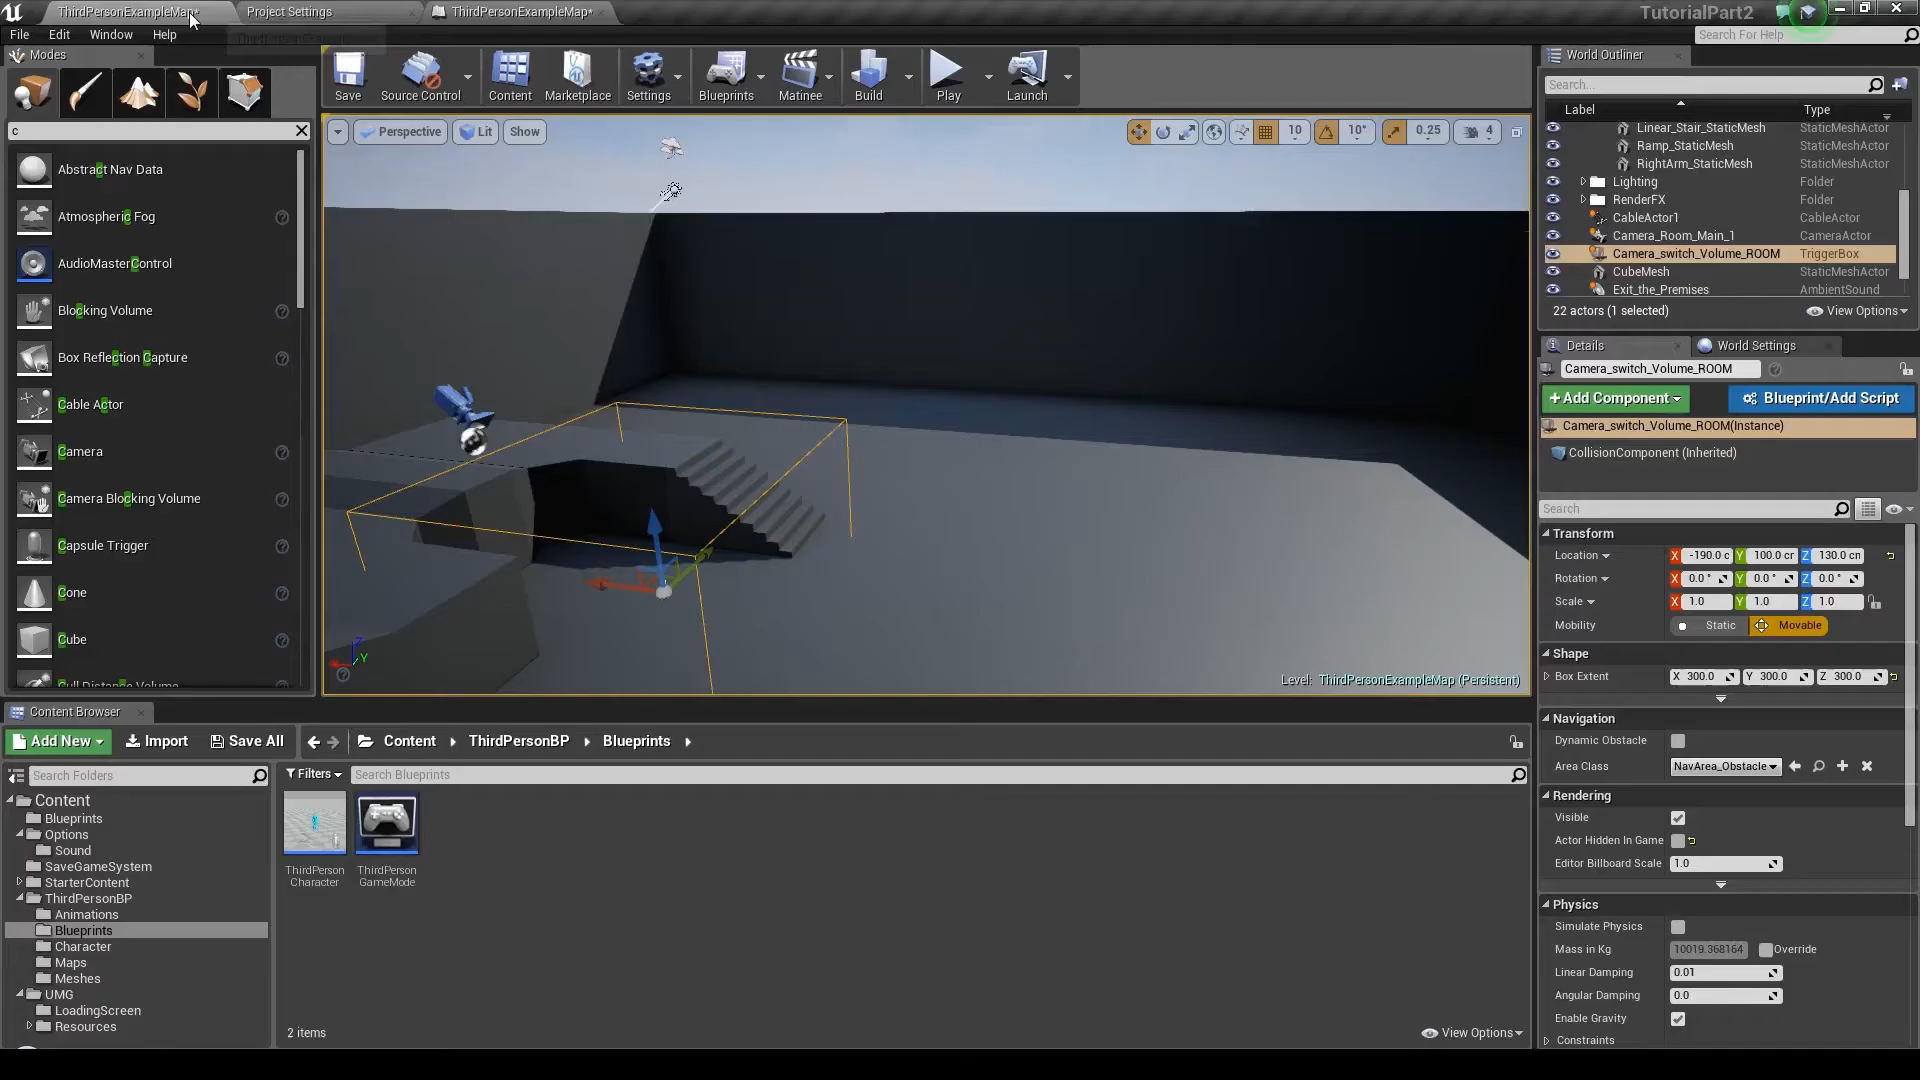 ThirdPersonExampleMap*
Project Settings
ThirdPersonExampleMap*
TutorialPart2
File Edit Window Help
Search For Help
Modes
Save
Source Control
Content
Marketplace
Settings
Blueprints
Matinee
Build
Play
Launch
World Outliner
c
Abstract Nav Data
Atmospheric Fog
AudioMasterControl
Blocking Volume
Box Reflection Capture
Cable Actor
Camera
Camera Blocking Volume
Capsule Trigger
Cone
Cube
Cull Distance Volume
Perspective
Lit
Show
10
10°
0.25
4
Level: ThirdPersonExampleMap (Persistent)
Search...
Label Type
Linear_Stair_StaticMesh StaticMeshActor
Ramp_StaticMesh StaticMeshActor
RightArm_StaticMesh StaticMeshActor
Lighting Folder
RenderFX Folder
CableActor1 CableActor
Camera_Room_Main_1 CameraActor
Camera_switch_Volume_ROOM TriggerBox
CubeMesh StaticMeshActor
Exit_the_Premises AmbientSound
22 actors (1 selected)
View Options
Details
World Settings
Camera_switch_Volume_ROOM
+Add Component
Blueprint/Add Script
Camera_switch_Volume_ROOM(Instance)
CollisionComponent (Inherited)
Search
Transform
Location X -190.0 c Y 100.0 cr Z 130.0 cn
Rotation X 0.0 ° Y 0.0 ° Z 0.0 °
Scale X 1.0 Y 1.0 Z 1.0
Mobility Static Movable
Shape
Box Extent X 300.0 Y 300.0 Z 300.0
Navigation
Dynamic Obstacle
Area Class NavArea_Obstacle
Rendering
Visible
Actor Hidden In Game
Editor Billboard Scale 1.0
Physics
Simulate Physics
Mass in Kg 10019.368164 Override
Linear Damping 0.01
Angular Damping 0.0
Enable Gravity
Constraints
Content Browser
Add New
Import
Save All
Content
ThirdPersonBP
Blueprints
Search Folders
Filters
Search Blueprints
Content
Blueprints
Options
Sound
SaveGameSystem
StarterContent
ThirdPersonBP
Animations
Blueprints
Character
Maps
Meshes
UMG
LoadingScreen
Resources
ThirdPerson
Character
ThirdPerson
GameMode
2 items
View Options
X
Y
Z